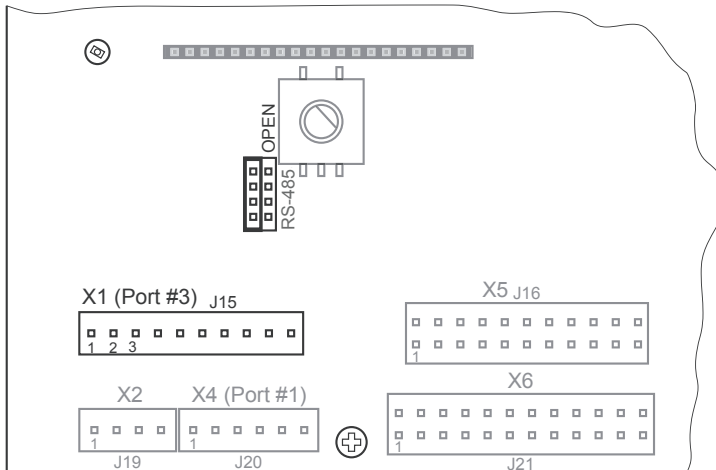 OPEN
RS-485
X1 (Port #3) J15
1 2 3
X5 J16
1
X2
1
J19
X4 (Port #1)
1
J20
X6
1
J21